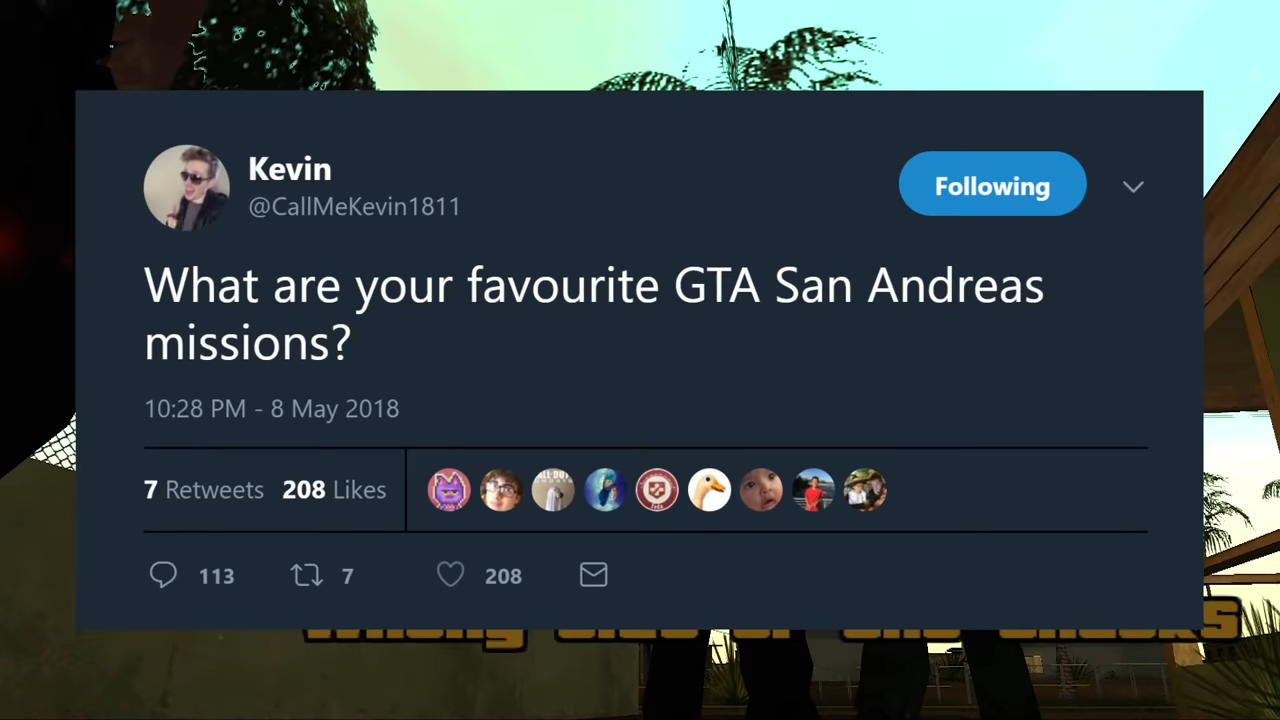 Kevin
@CallMeKevin1811
Following
What are your favourite GTA San Andreas
missions?
10:28 PM - 8 May 2018
7 Retweets 208 Likes
113 7 208